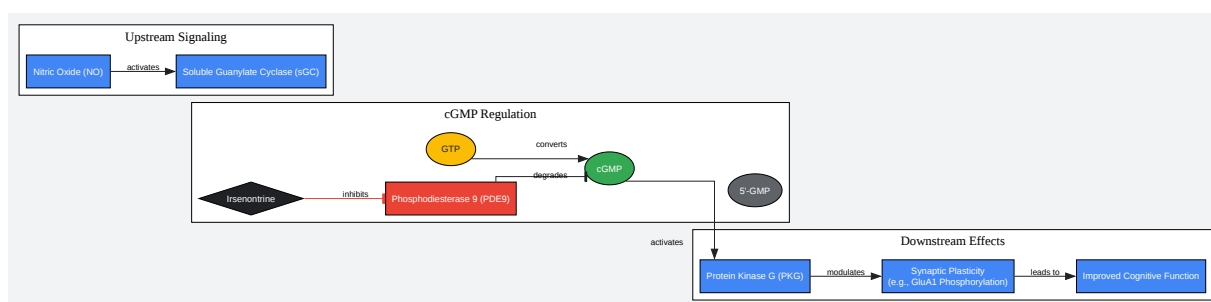 Upstream Signaling
Nitric Oxide (NO)
activates
Soluble Guanylate Cyclase (sGC)
cGMP Regulation
GTP
converts
cGMP
degrades
Irsenontrine
inhibits
Phosphodiesterase 9 (PDE9)
5'-GMP
activates
Downstream Effects
Protein Kinase G (PKG)
modulates
Synaptic Plasticity
(e.g., GluA1 Phosphorylation)
leads to
Improved Cognitive Function